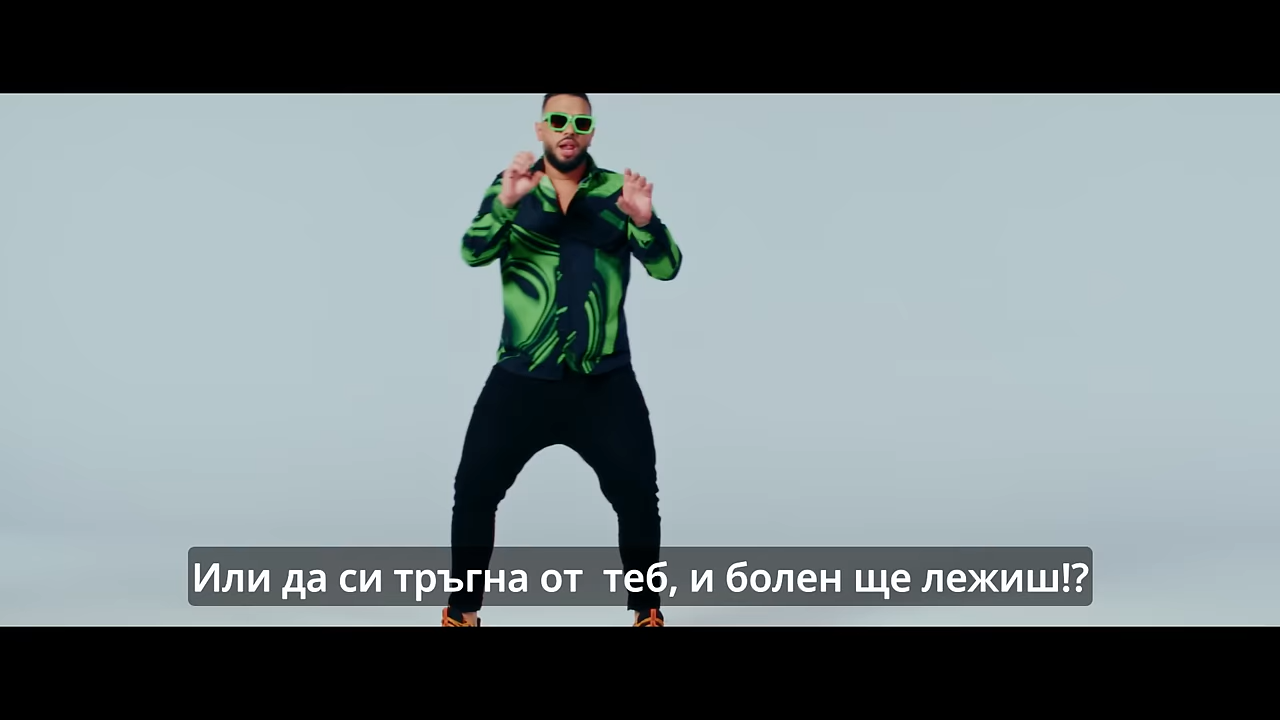 Или да си тръгна от  теб, и болен ще лежиш!?